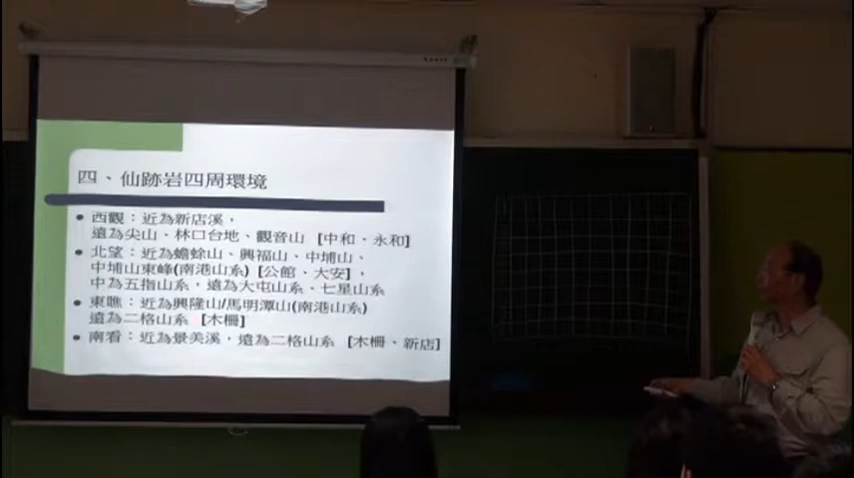 四、仙跡岩四周環境
西觀：近為新店溪，
遠為尖山、林口台地、觀音山 [中和、永和]
北望：近為蟾蜍山、興福山、中埔山、
中埔山東峰(南港山系) [公館、大安]，
中為五指山系，遠為大屯山系、七星山系
東瞧：近為興隆山/馬明潭山(南港山系)
遠為二格山系 [木柵]
南看：近為景美溪，遠為二格山系 [木柵、新店]